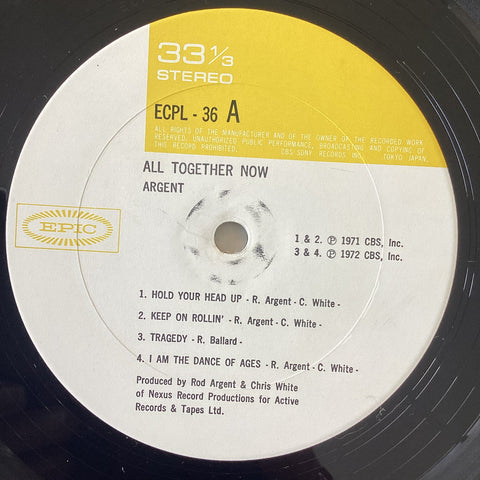 33 1/3
STEREO
ECPL - 36 A
ALL RIGHTS OF THE MANUFACTURER AND OF THE OWNER OF THE RECORDED WORK
RESERVED. UNAUTHORIZED PUBLIC PERFORMANCE, BROADCASTING AND COPYING OF
THIS RECORD PROHIBITED. CBS/SONY RECORDS INC. TOKYO, JAPAN.
ALL TOGETHER NOW
ARGENT
EPIC
1 & 2. Ⓟ 1971 CBS, Inc.
3 & 4. Ⓟ 1972 CBS, Inc.
1. HOLD YOUR HEAD UP - R. Argent - C. White -
2. KEEP ON ROLLIN' - R. Argent - C. White -
3. TRAGEDY - R. Ballard -
4. I AM THE DANCE OF AGES - R. Argent - C. White -
Produced by Rod Argent & Chris White
of Nexus Record Productions for Active
Records & Tapes Ltd.